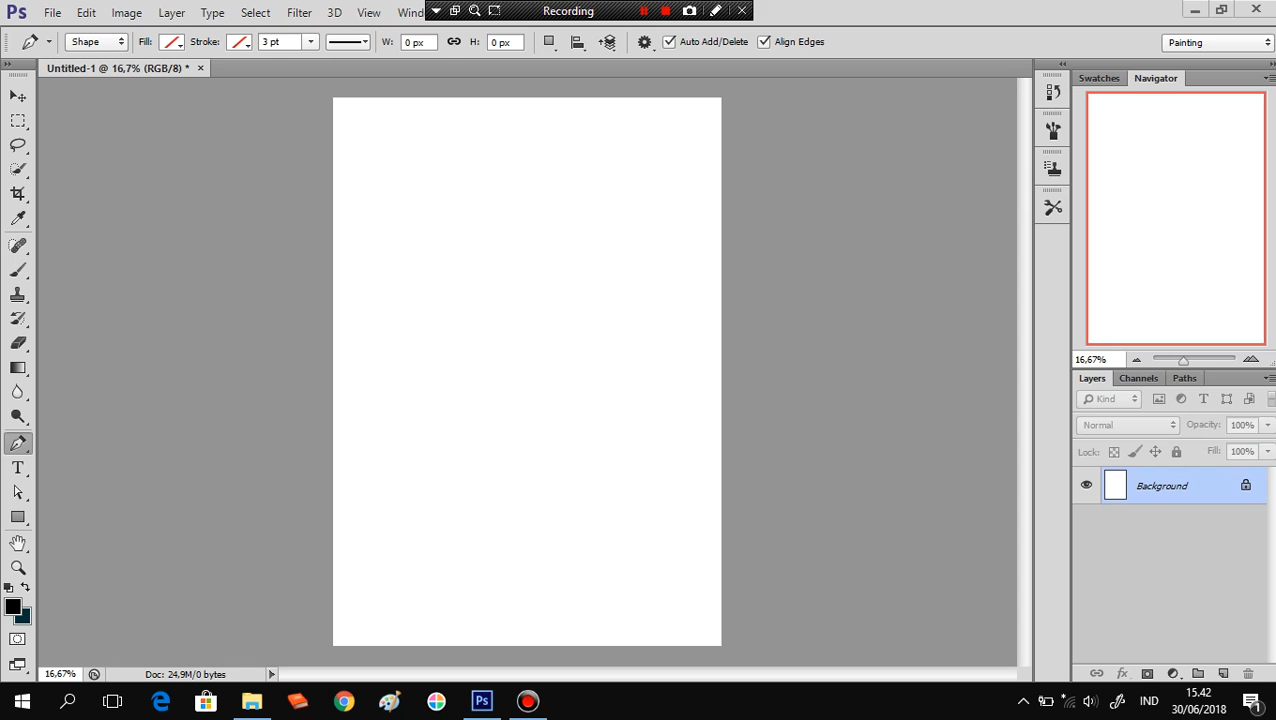 Ps File Edit Image Layer Type Select Filter 3D View Wind Recording
Shape Fill: Stroke: 3 pt W: 0 px H: 0 px Auto Add/Delete Align Edges Painting
Untitled-1 @ 16,7% (RGB/8) * ×
Swatches Navigator
16,67%
Layers Channels Paths
Kind
Normal Opacity: 100%
Lock: Fill: 100%
Background
16,67% Doc: 24,9M/0 bytes
Ps IND 15.42
30/06/2018 1